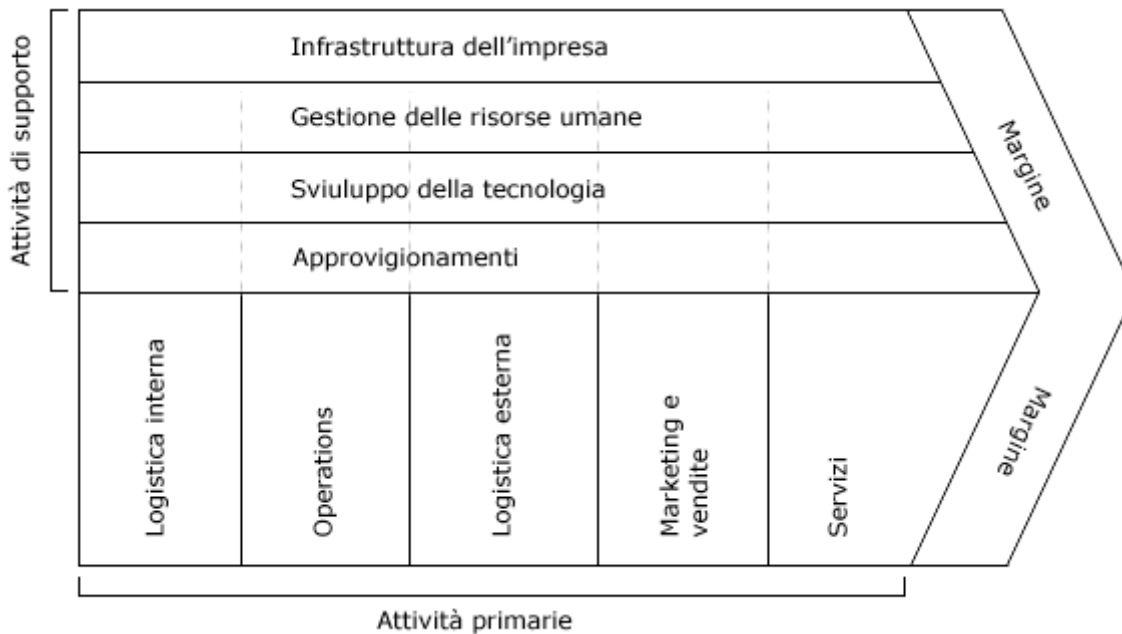 Attività di supporto
Infrastruttura dell'impresa
Gestione delle risorse umane
Sviuluppo della tecnologia
Approvigionamenti
Margine
Margine
Logistica interna
Operations
Logistica esterna
Marketing e
vendite
Servizi
Attività primarie